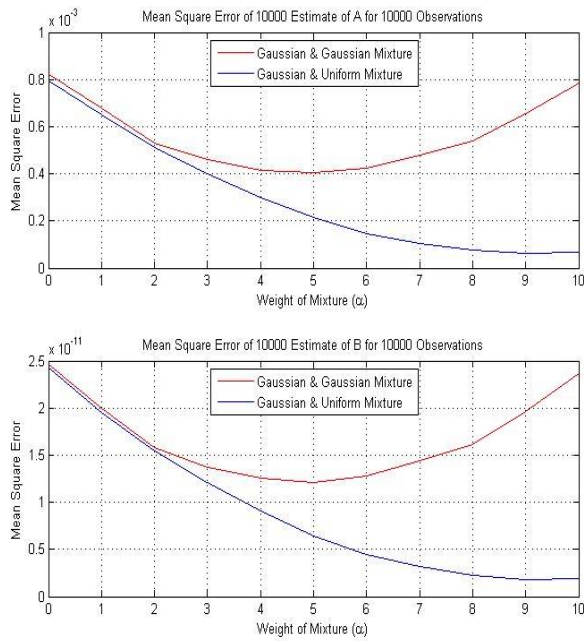 Mean Square Error of 10000 Estimate of A for 10000 Observations
x 10^-3
1
0.8
0.6
0.4
0.2
0
Mean Square Error
Gaussian & Gaussian Mixture
Gaussian & Uniform Mixture
0 1 2 3 4 5 6 7 8 9 10
Weight of Mixture (α)
Mean Square Error of 10000 Estimate of B for 10000 Observations
x 10^-11
2.5
2
1.5
1
0.5
0
Mean Square Error
Gaussian & Gaussian Mixture
Gaussian & Uniform Mixture
0 1 2 3 4 5 6 7 8 9 10
Weight of Mixture (α)